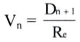 Vₙ = Dₙ ₊ ₁ / Rₑ